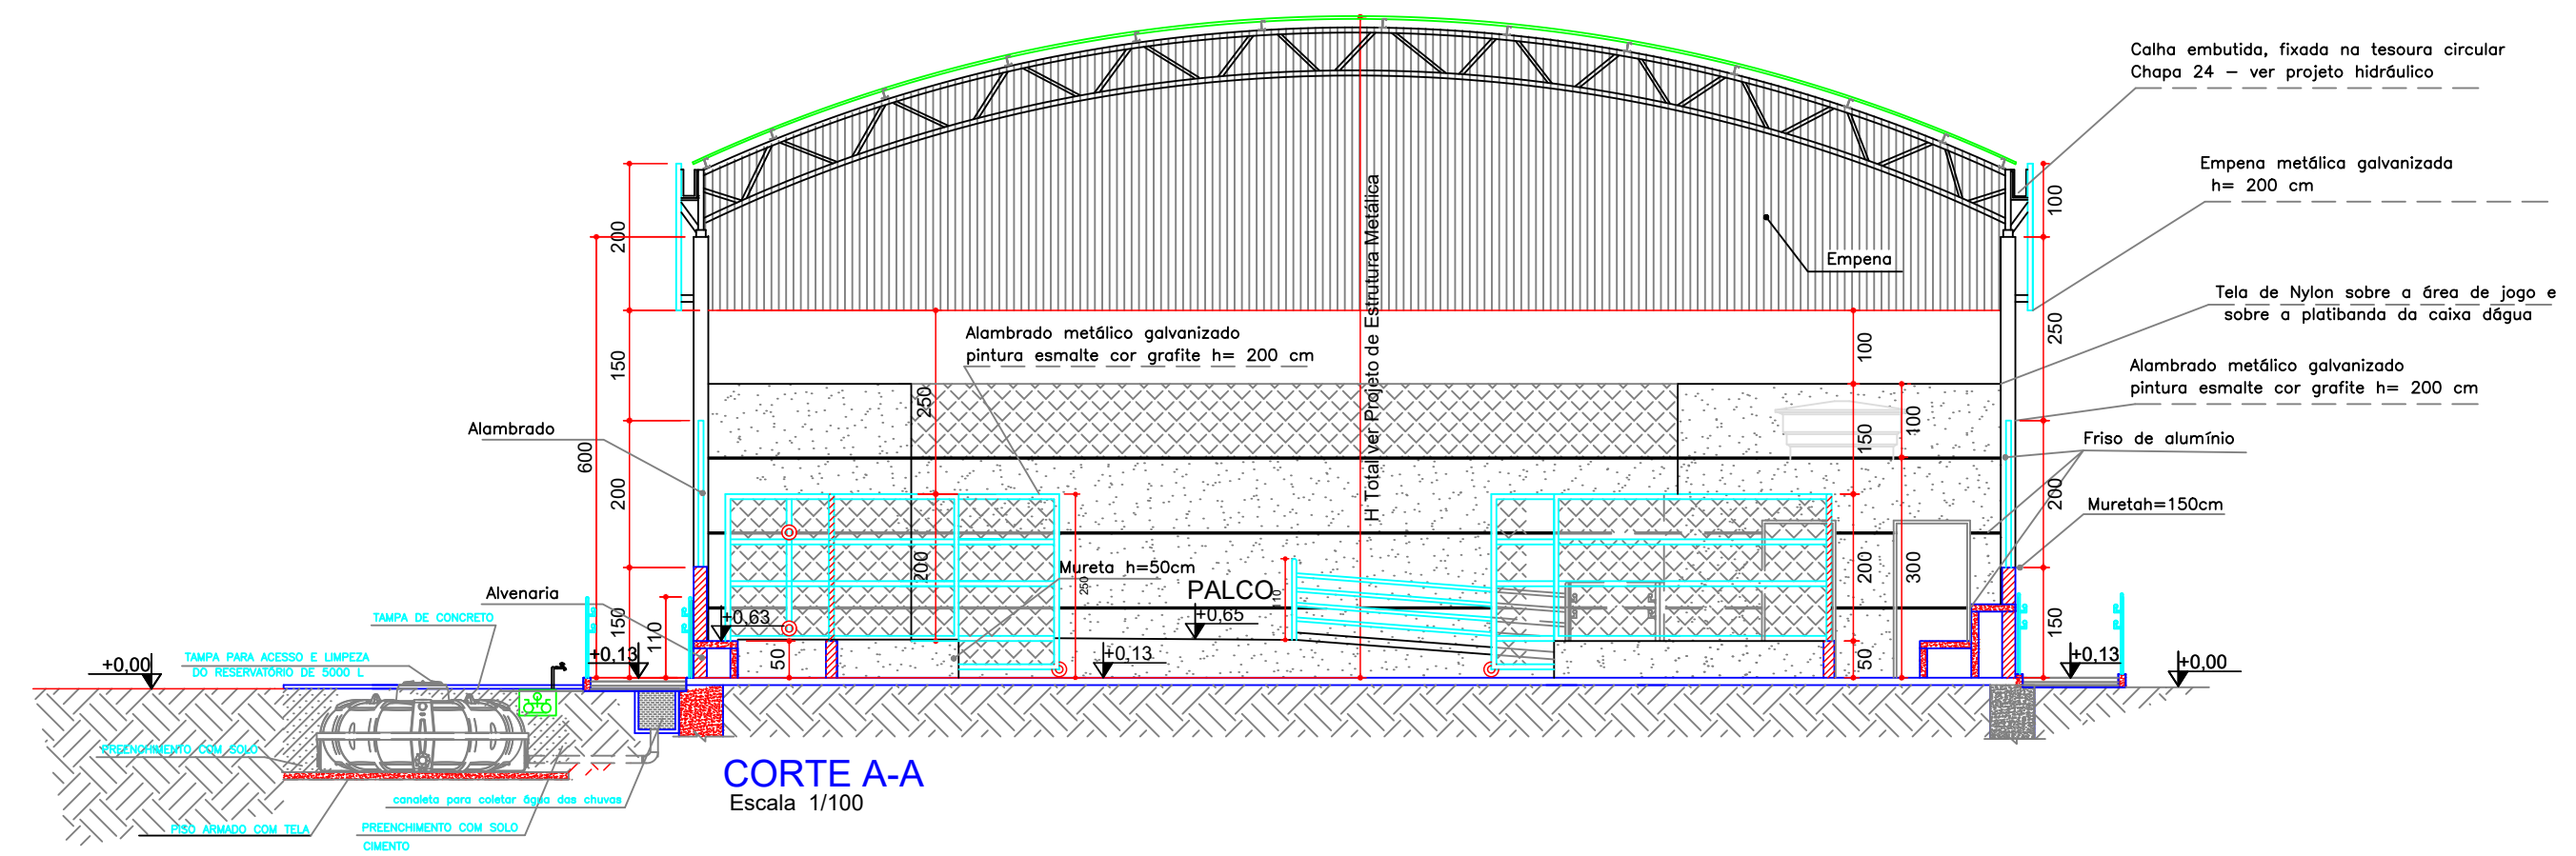 Calha embutida, fixada na tesoura circular
Chapa 24 – ver projeto hidráulico
Empena metálica galvanizada
h= 200 cm
Empena
Tela de Nylon sobre a área de jogo e
sobre a platibanda da caixa dágua
Alambrado metálico galvanizado
pintura esmalte cor grafite h= 200 cm
Alambrado metálico galvanizado
pintura esmalte cor grafite h= 200 cm
H Total ver Projeto de Estrutura Metálica
Alambrado
Friso de alumínio
Muretah=150cm
Mureta h=50cm
Alvenaria
PALCO
+0,65
+0,63
+0,13
+0,13
+0,13
+0,00
+0,00
200
150
600
200
150
110
50
250
200
250
110
100
150
200
50
100
300
100
250
200
150
TAMPA DE CONCRETO
TAMPA PARA ACESSO E LIMPEZA
DO RESERVATÓRIO DE 5000 L
PREENCHIMENTO COM SOLO
canaleta para coletar água das chuvas
PISO ARMADO COM TELA
PREENCHIMENTO COM SOLO
CIMENTO
CORTE A-A
Escala 1/100